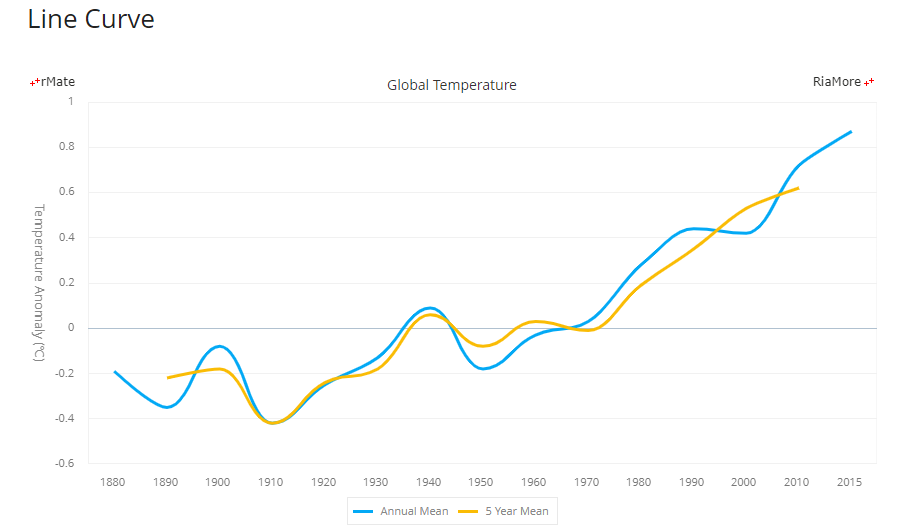 Line Curve
rMate
Global Temperature
RiaMore
Temperature Anomaly (ºC)
1
0.8
0.6
0.4
0.2
0
-0.2
-0.4
-0.6
1880 1890 1900 1910 1920 1930 1940 1950 1960 1970 1980 1990 2000 2010 2015
Annual Mean 5 Year Mean